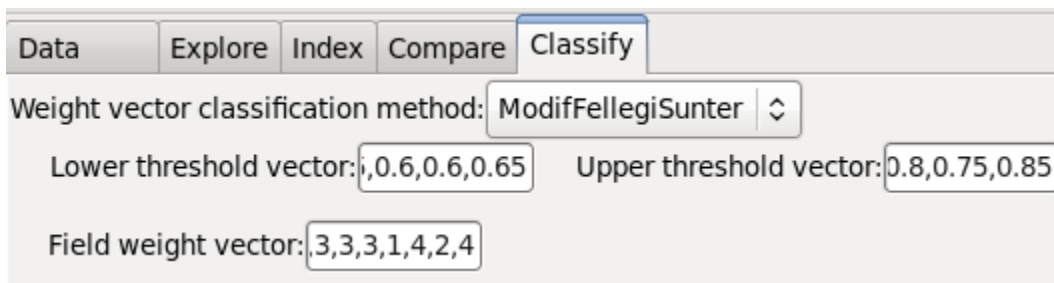 Data Explore Index Compare Classify
Weight vector classification method: ModifFellegiSunter
Lower threshold vector: ,0.6,0.6,0.65 Upper threshold vector: 0.8,0.75,0.85
Field weight vector: ,3,3,3,1,4,2,4